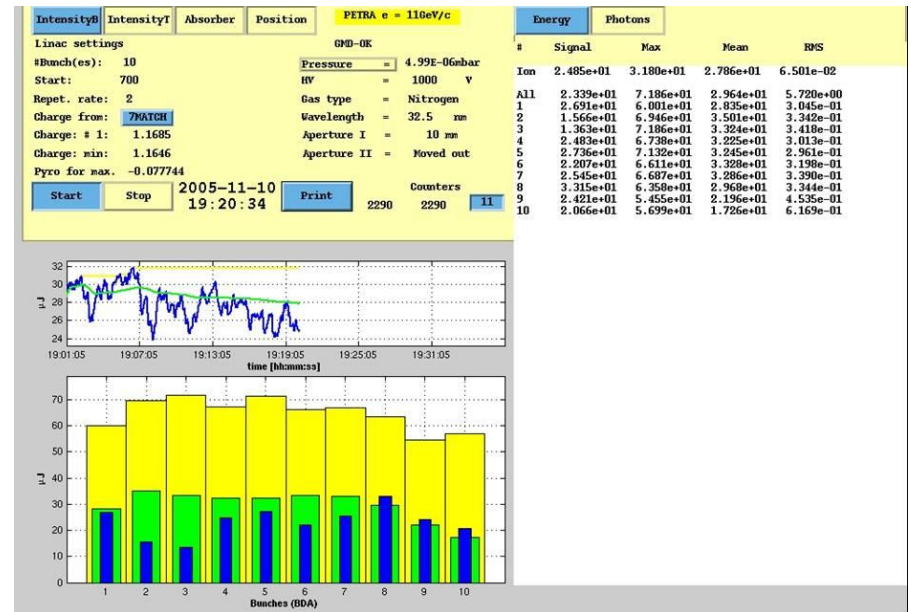 IntensityB IntensityT Absorber Position PETRA e = 11GeV/c
Linac settings GMD-OK
#Bunch(es): 10 Pressure = 4.99E-06mbar
Start: 700 HV = 1000 V
Repet. rate: 2 Gas type = Nitrogen
Charge from: 7MATCH Wavelength = 32.5 nm
Charge: # 1: 1.1685 Aperture I = 10 mm
Charge: min: 1.1646 Aperture II = Moved out
Pyro for max. -0.077744
Start Stop 2005-11-10 Print Counters
19:20:34 2290 2290 11
32
30
28
26
24
µJ
19:01:05 19:07:05 19:13:05 19:19:05 19:25:05 19:31:05
time [hh:mm:ss]
70
60
50
40
30
20
10
0
µJ
1 2 3 4 5 6 7 8 9 10
Bunches (BDA)
Energy Photons
# Signal Max Mean RMS
Ion 2.485e+01 3.180e+01 2.786e+01 6.501e-02
All 2.339e+01 7.186e+01 2.964e+01 5.720e+00
1 2.691e+01 6.001e+01 2.835e+01 3.045e-01
2 1.566e+01 6.946e+01 3.501e+01 3.342e-01
3 1.363e+01 7.186e+01 3.324e+01 3.418e-01
4 2.483e+01 6.738e+01 3.225e+01 3.013e-01
5 2.736e+01 7.132e+01 3.245e+01 2.961e-01
6 2.207e+01 6.611e+01 3.328e+01 3.198e-01
7 2.545e+01 6.687e+01 3.286e+01 3.390e-01
8 3.315e+01 6.358e+01 2.968e+01 3.344e-01
9 2.421e+01 5.455e+01 2.196e+01 4.535e-01
10 2.066e+01 5.699e+01 1.726e+01 6.169e-01